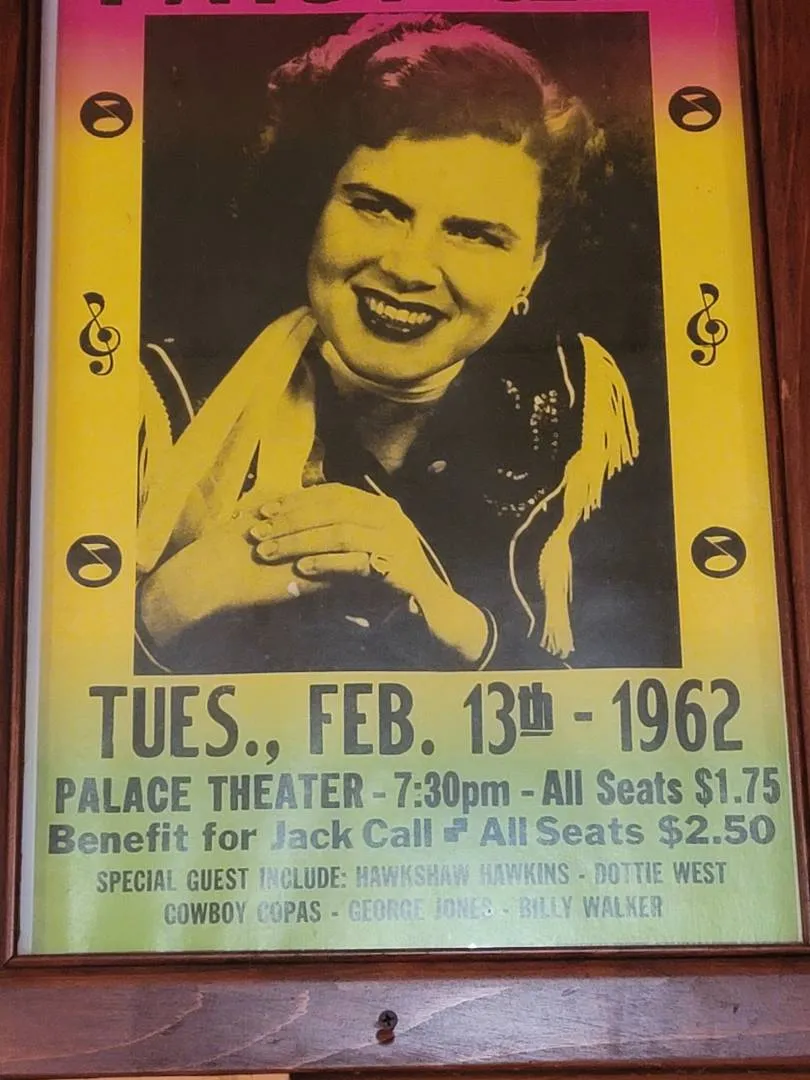 TUES., FEB. 13th - 1962
PALACE THEATER - 7:30pm - All Seats $1.75
Benefit for Jack Call - All Seats $2.50
SPECIAL GUEST INCLUDE: HAWKSHAW HAWKINS - DOTTIE WEST
COWBOY COPAS - GEORGE JONES - BILLY WALKER